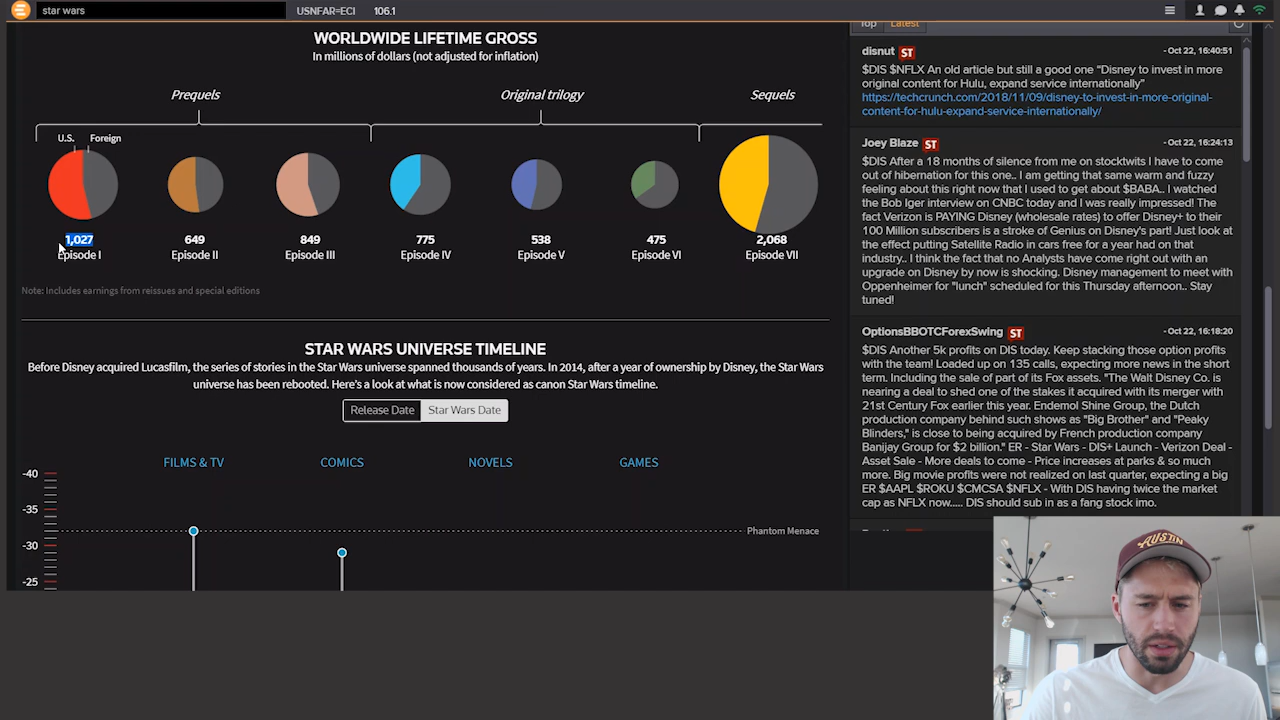 star wars
USNFAR=ECI 106.1
WORLDWIDE LIFETIME GROSS
In millions of dollars (not adjusted for inflation)
Prequels
Original trilogy
Sequels
U.S. Foreign
1,027
Episode I
649
Episode II
849
Episode III
775
Episode IV
538
Episode V
475
Episode VI
2,068
Episode VII
Note: Includes earnings from reissues and special editions
STAR WARS UNIVERSE TIMELINE
Before Disney acquired Lucasfilm, the series of stories in the Star Wars universe spanned thousands of years. In 2014, after a year of ownership by Disney, the Star Wars
universe has been rebooted. Here's a look at what is now considered as canon Star Wars timeline.
Release Date Star Wars Date
FILMS & TV COMICS NOVELS GAMES
-40
-35
Phantom Menace
-30
-25
Top Latest
disnut ST - Oct 22, 16:40:51
$DIS $NFLX An old article but still a good one "Disney to invest in more
original content for Hulu, expand service internationally"
https://techcrunch.com/2018/11/09/disney-to-invest-in-more-original-
content-for-hulu-expand-service-internationally/
Joey Blaze ST - Oct 22, 16:24:13
$DIS After a 18 months of silence from me on stocktwits I have to come
out of hibernation for this one.. I am getting that same warm and fuzzy
feeling about this right now that I used to get about $BABA.. I watched
the Bob Iger interview on CNBC today and I was really impressed! The
fact Verizon is PAYING Disney (wholesale rates) to offer Disney+ to their
100 Million subscribers is a stroke of Genius on Disney's part! Just look at
the effect putting Satellite Radio in cars free for a year had on that
industry.. I think the fact that no Analysts have come right out with an
upgrade on Disney by now is shocking. Disney management to meet with
Oppenheimer for "lunch" scheduled for this Thursday afternoon.. Stay
tuned!
OptionsBBOTCForexSwing ST - Oct 22, 16:18:20
$DIS Another 5k profits on DIS today. Keep stacking those option profits
with the team! Loaded up on 135 calls, expecting more news in the short
term. Including the sale of part of its Fox assets. "The Walt Disney Co. is
nearing a deal to shed one of the stakes it acquired with its merger with
21st Century Fox earlier this year. Endemol Shine Group, the Dutch
production company behind such shows as "Big Brother" and "Peaky
Blinders," is close to being acquired by French production company
Banijay Group for $2 billion." ER - Star Wars - DIS+ Launch - Verizon Deal -
Asset Sale - More deals to come - Price increases at parks & so much
more. Big movie profits were not realized on last quarter, expecting a big
ER $AAPL $ROKU $CMCSA $NFLX - With DIS having twice the market
cap as NFLX now..... DIS should sub in as a fang stock imo.
AUSTIN